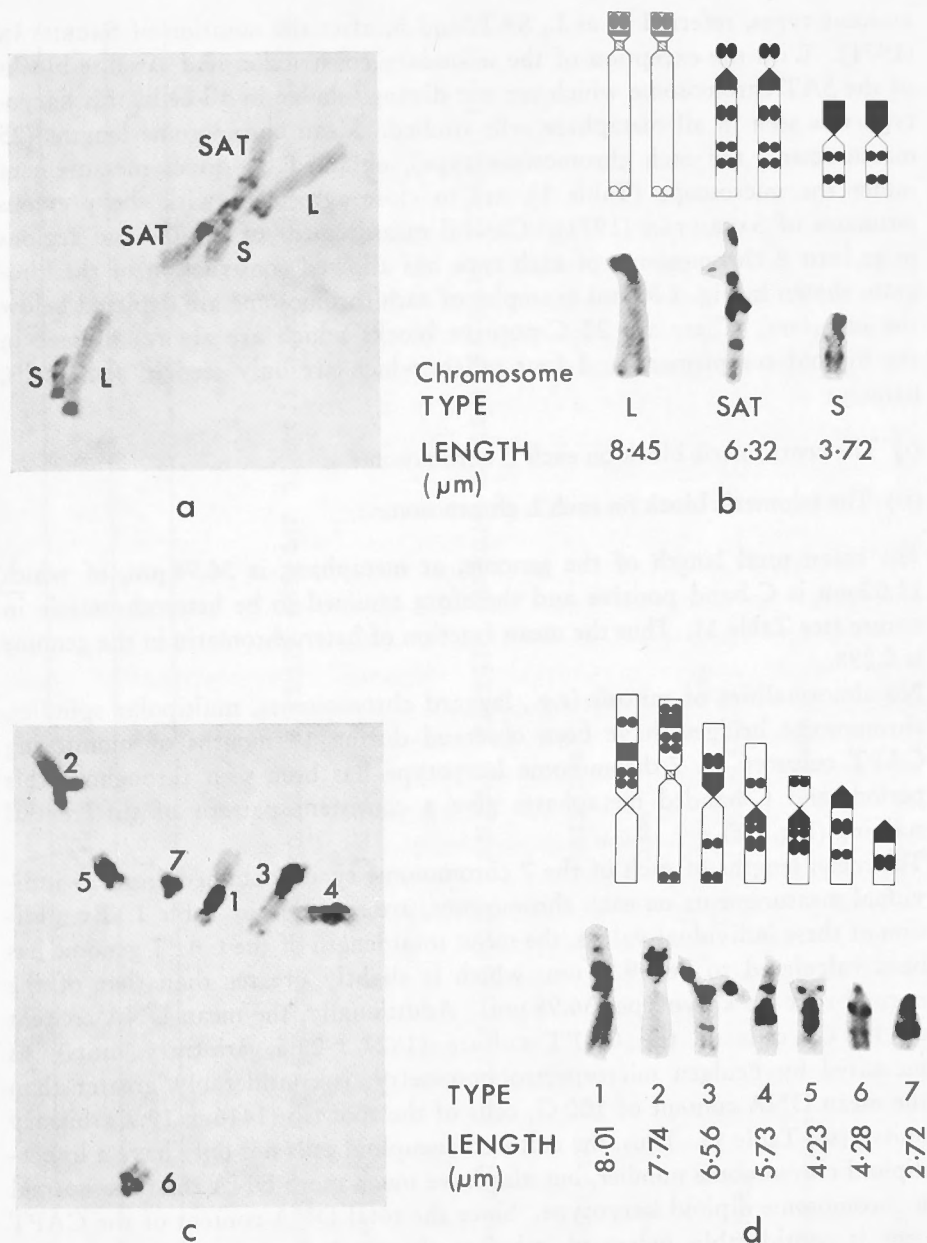 SAT
L
SAT
S
S
L
a
Chromosome
TYPE L SAT S
LENGTH 8·45 6·32 3·72
(µm)
b
2
5
7
1
3
4
6
c
TYPE 1 2 3 4 5 6 7
LENGTH 8·01 7·74 6·56 5·73 4·23 4·28 2·72
(µm)
d